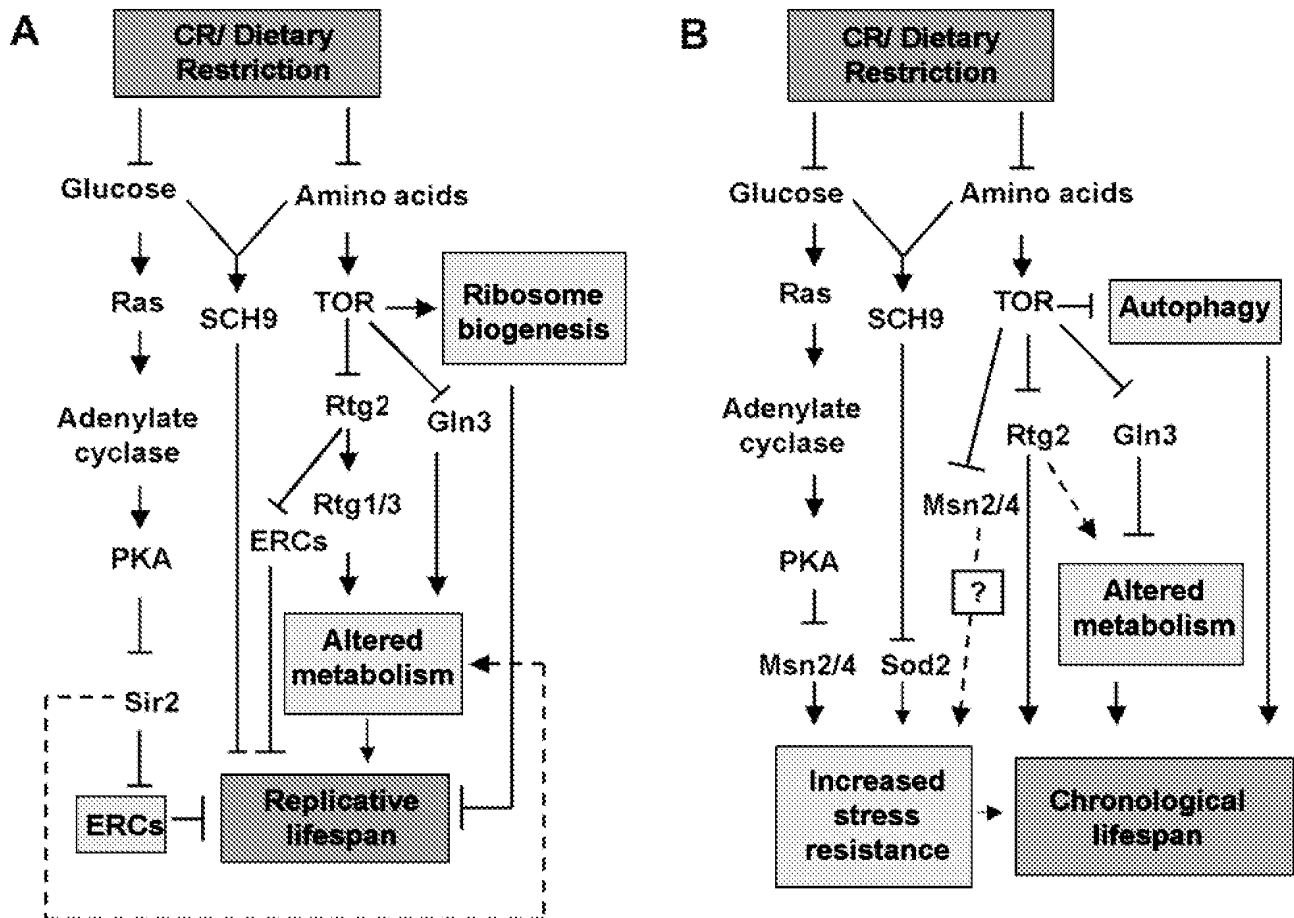 A
CR/ Dietary
Restriction
Glucose
Amino acids
Ras
SCH9
TOR
Ribosome
biogenesis
Adenylate
cyclase
Rtg2
Gln3
Rtg1/3
ERCs
PKA
Altered
metabolism
Sir2
ERCs
Replicative
lifespan
B
CR/ Dietary
Restriction
Glucose
Amino acids
Ras
SCH9
TOR
Autophagy
Adenylate
cyclase
Rtg2
Gln3
Msn2/4
PKA
?
Altered
metabolism
Msn2/4
Sod2
Increased
stress
resistance
Chronological
lifespan